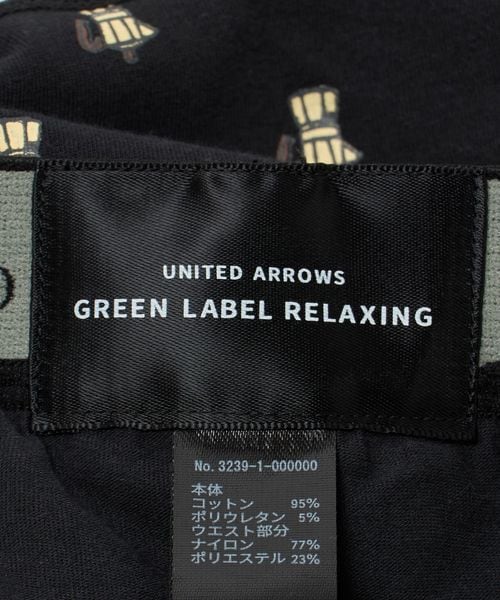 UNITED ARROWS
GREEN LABEL RELAXING
No. 3239-1-000000
本体
コットン 95%
ポリウレタン 5%
ウエスト部分
ナイロン 77%
ポリエステル 23%